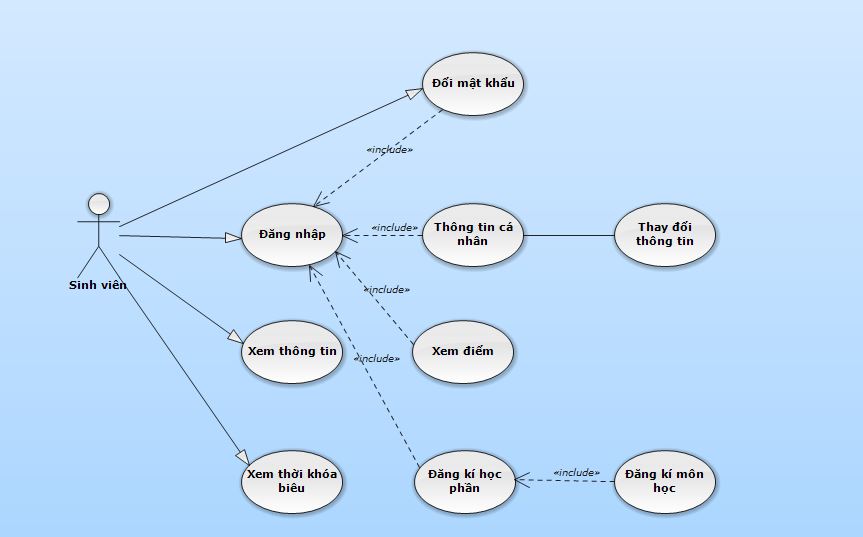 Đổi mật khẩu
«include»
Sinh viên
Đăng nhập
«include»
Thông tin cá
nhân
Thay đổi
thông tin
«include»
Xem thông tin
«include»
Xem điểm
Xem thời khóa
biêu
Đăng kí học
phần
«include»
Đăng kí môn
học